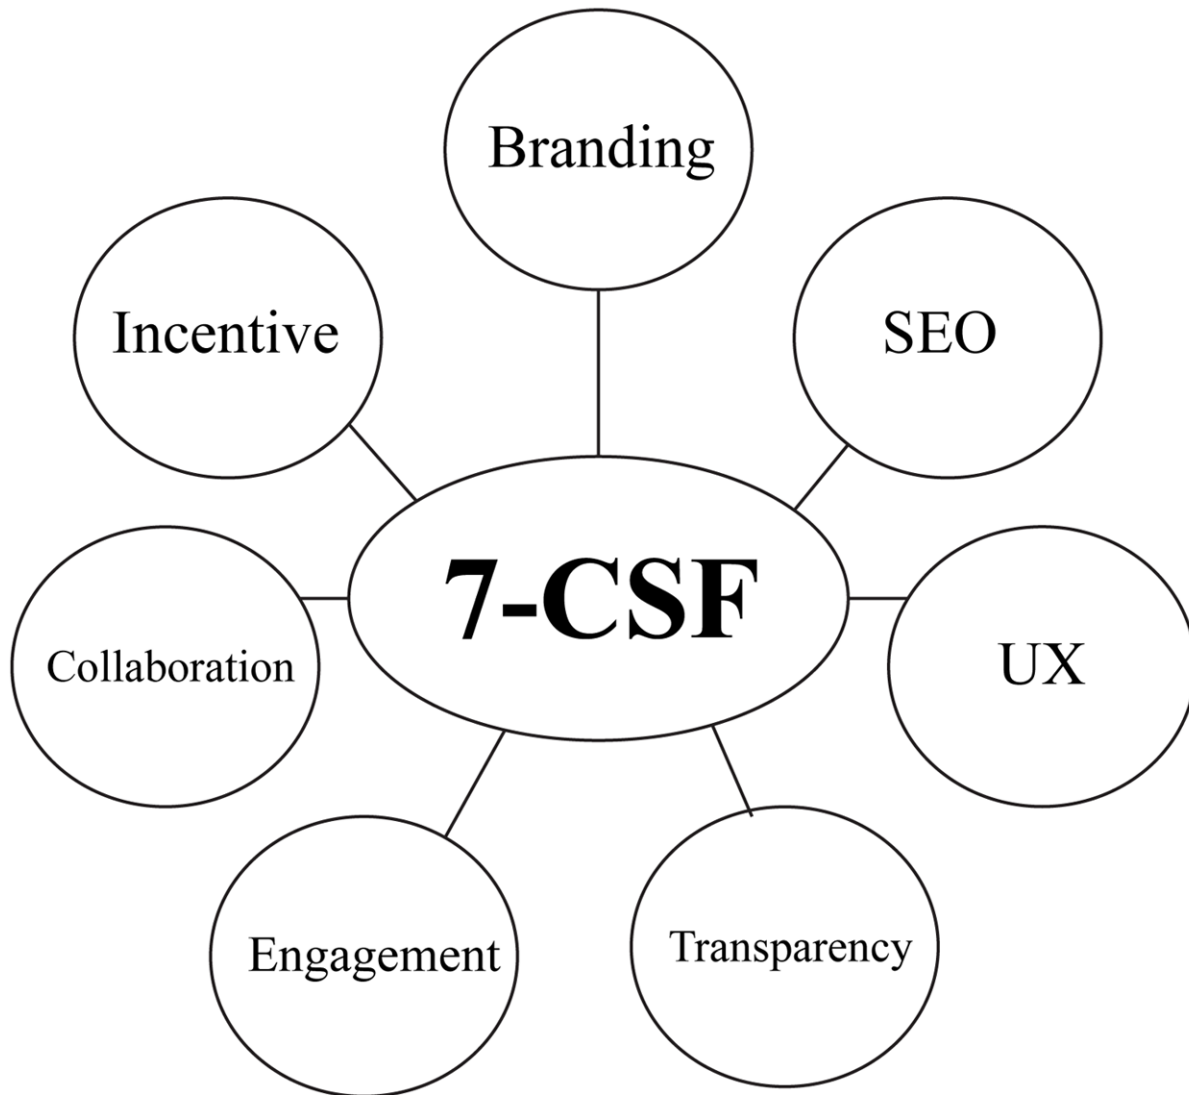 Branding
Incentive
SEO
7-CSF
Collaboration
UX
Engagement
Transparency